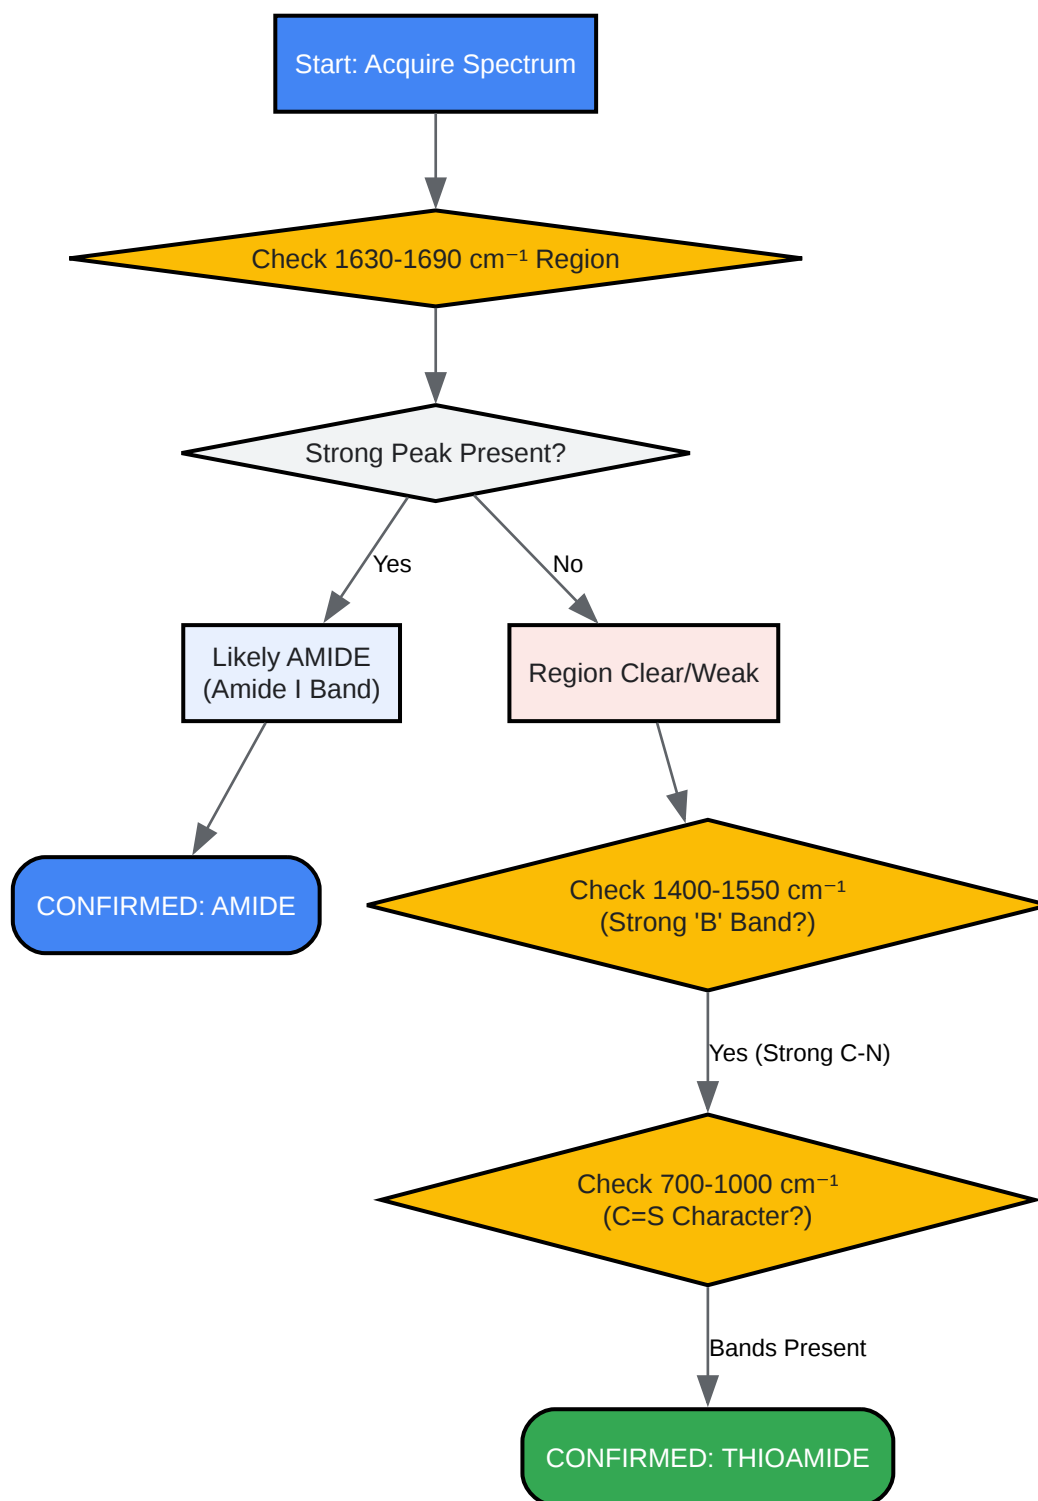 Start: Acquire Spectrum
Check 1630-1690 cm⁻¹ Region
Strong Peak Present?
Yes
No
Likely AMIDE
(Amide I Band)
Region Clear/Weak
CONFIRMED: AMIDE
Check 1400-1550 cm⁻¹
(Strong 'B' Band?)
Yes (Strong C-N)
Check 700-1000 cm⁻¹
(C=S Character?)
Bands Present
CONFIRMED: THIOAMIDE